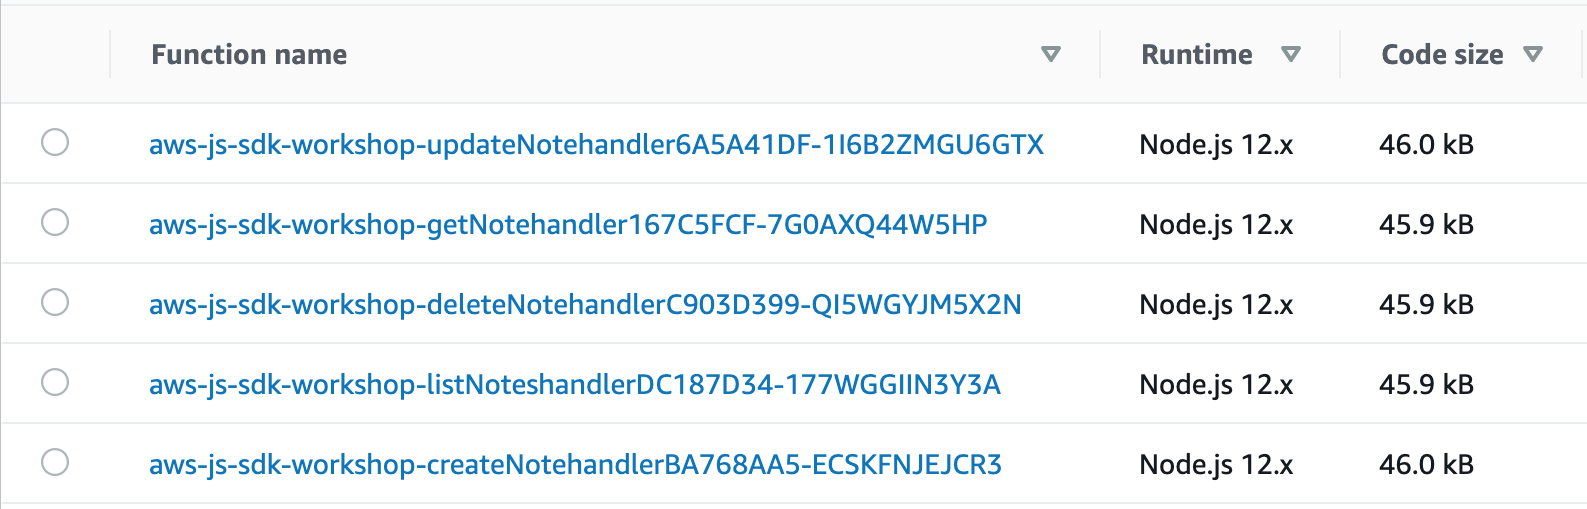 Function name Runtime Code size
aws-js-sdk-workshop-updateNotehandler6A5A41DF-1I6B2ZMGU6GTX Node.js 12.x 46.0 kB
aws-js-sdk-workshop-getNotehandler167C5FCF-7G0AXQ44W5HP Node.js 12.x 45.9 kB
aws-js-sdk-workshop-deleteNotehandlerC903D399-QI5WGYJM5X2N Node.js 12.x 45.9 kB
aws-js-sdk-workshop-listNoteshandlerDC187D34-177WGGIIN3Y3A Node.js 12.x 45.9 kB
aws-js-sdk-workshop-createNotehandlerBA768AA5-ECSKFNJEJCR3 Node.js 12.x 46.0 kB